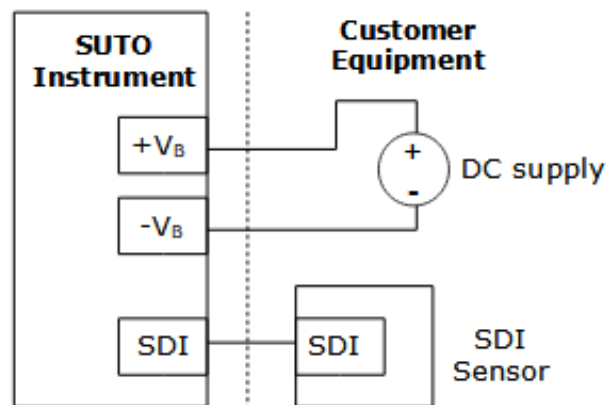 SUTO
Instrument
Customer
Equipment
+VB
+
-
DC supply
-VB
SDI
SDI
SDI
Sensor